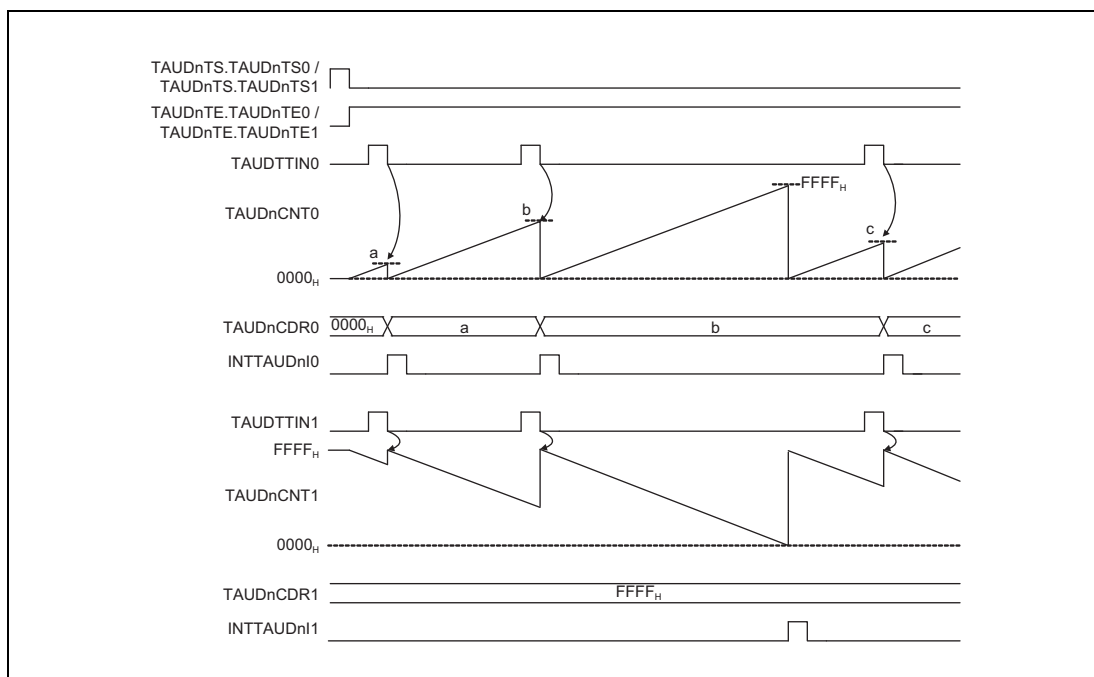 TAUDnTS.TAUDnTS0 /
TAUDnTS.TAUDnTS1
TAUDnTE.TAUDnTE0 /
TAUDnTE.TAUDnTE1
TAUDTTIN0
FFFFH
TAUDnCNT0
b
c
a
0000H
TAUDnCDR0
0000H
a
b
c
INTTAUDnI0
TAUDTTIN1
FFFFH
TAUDnCNT1
0000H
TAUDnCDR1
FFFFH
INTTAUDnI1